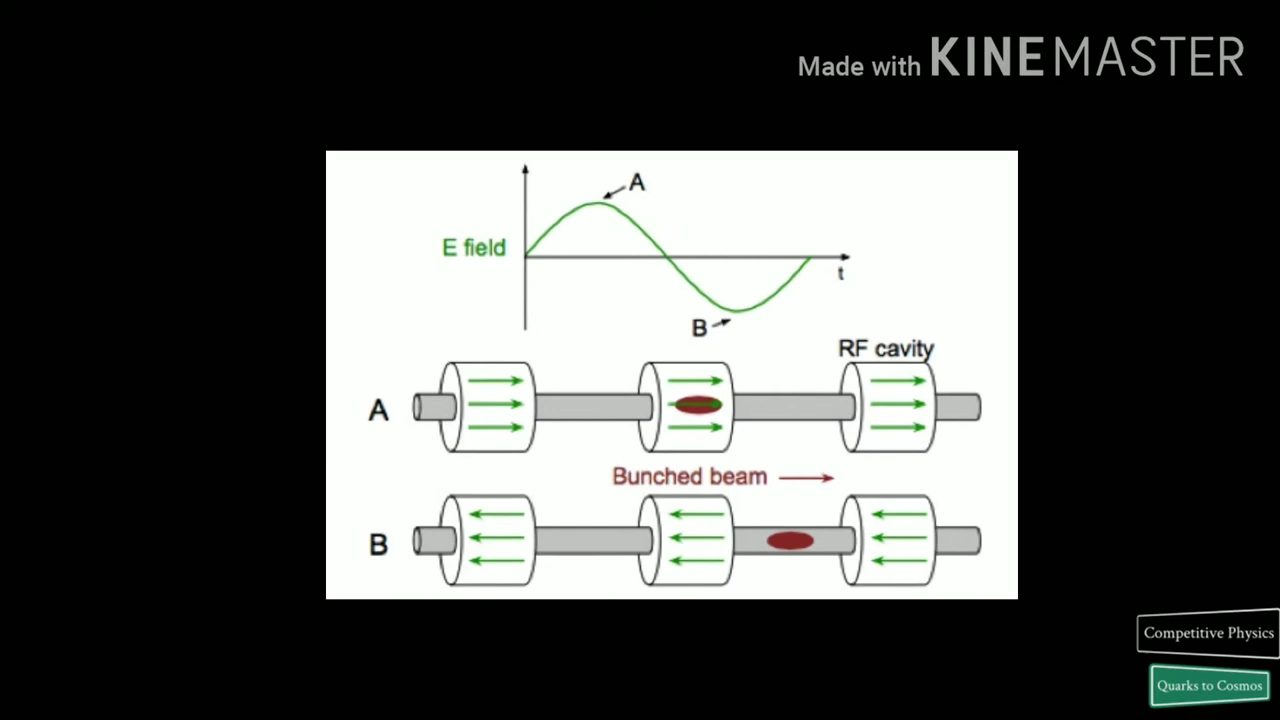 Made with KINEMASTER
A
E field
t
B
RF cavity
A
Bunched beam
B
Competitive Physics
Quarks to Cosmos